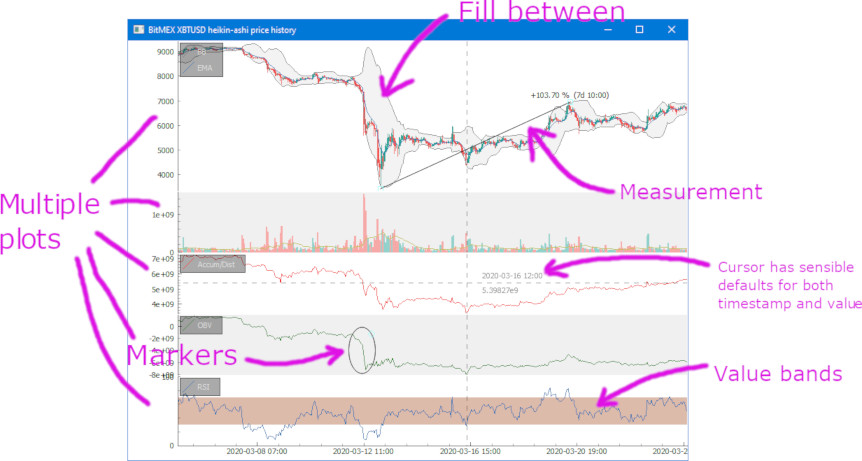 Fill between
BitMEX XBTUSD heikin-ashi price history
9000
BB
EMA
8000
7000
+103.70 % (7d 10:00)
6000
5000
4000
Measurement
Multiple
plots
1e+09
0
7e+09
Accum/Dist
6e+09
2020-03-16 12:00
5e+09
5.39827e9
4e+09
Cursor has sensible
defaults for both
timestamp and value
0
OBV
-2e+09
-4e+09
-6e+09
-8e+09
Markers
100
RSI
0
Value bands
2020-03-08 07:00
2020-03-12 11:00
2020-03-16 15:00
2020-03-20 19:00
2020-03-2